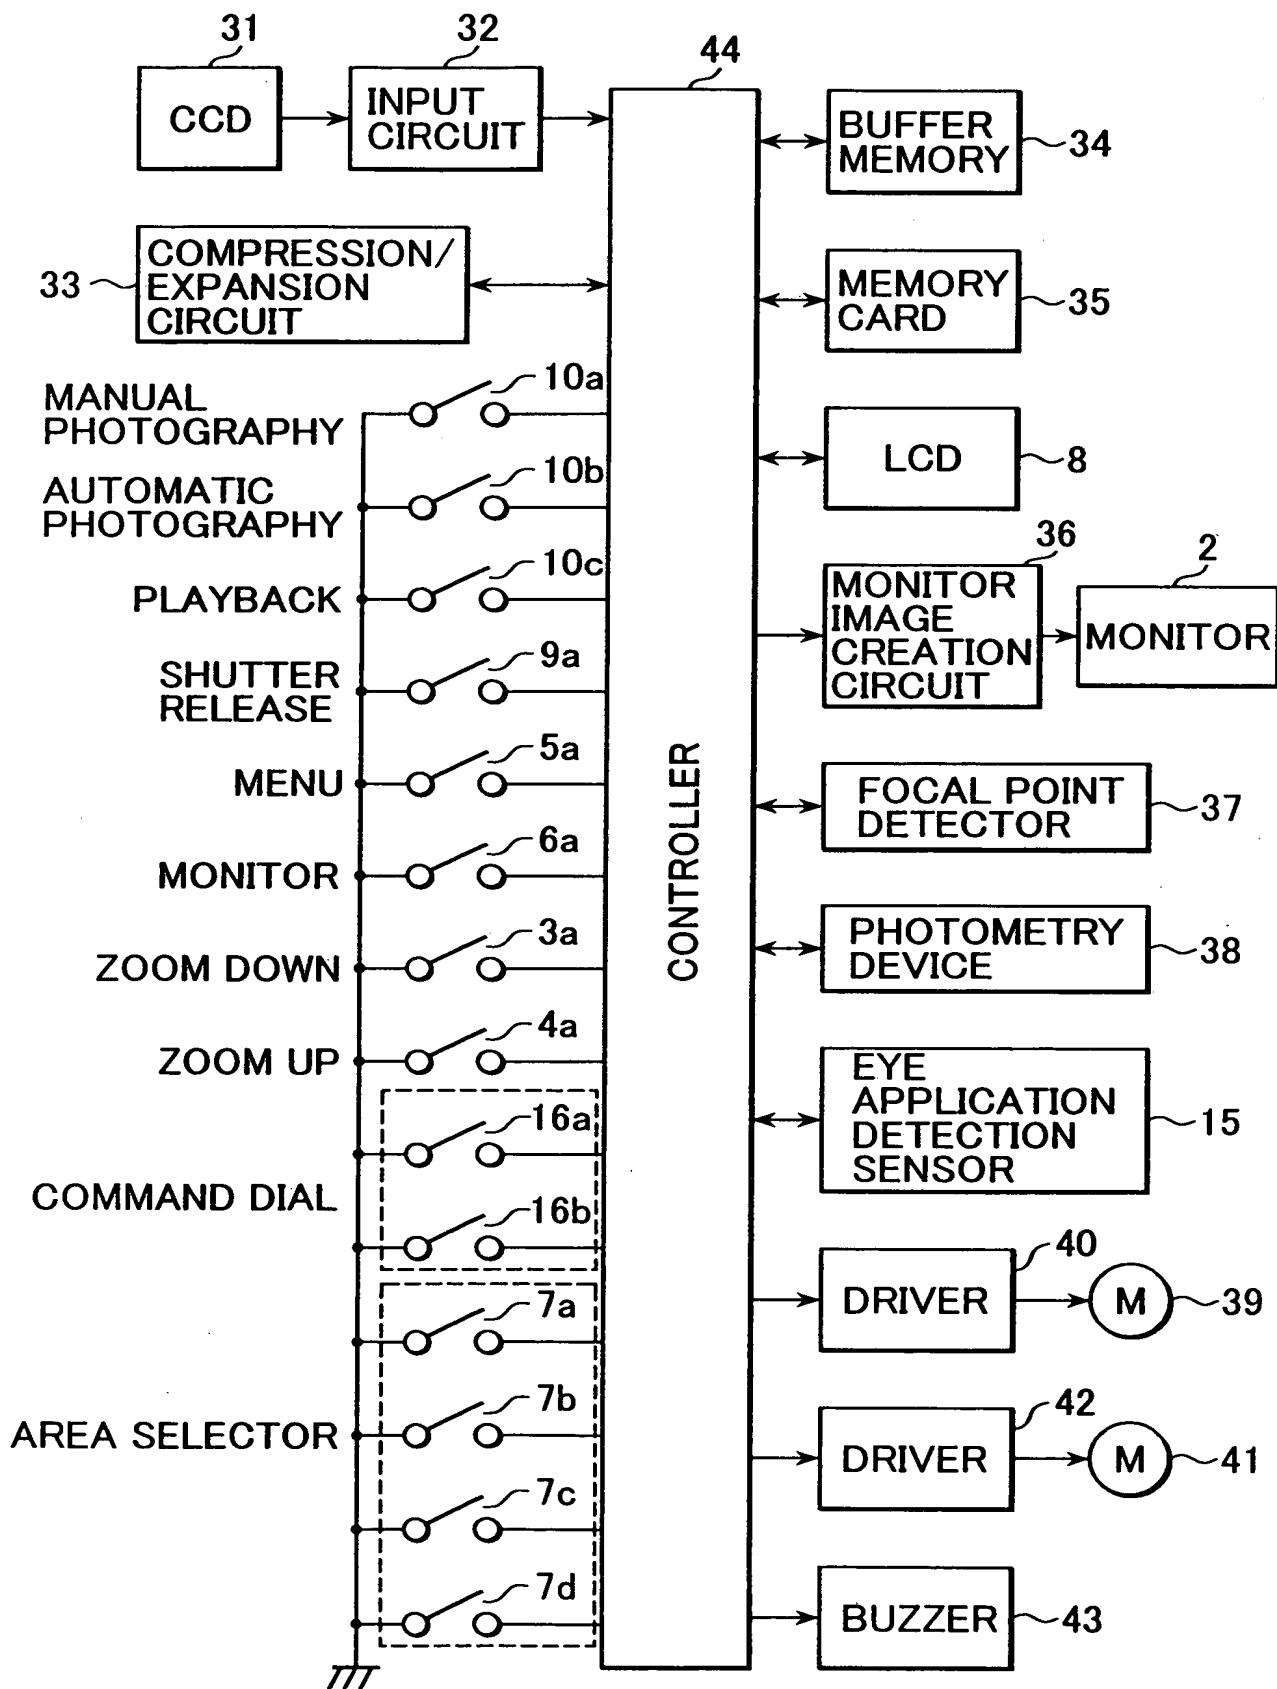 31
32
44
CCD
INPUT
CIRCUIT
BUFFER
MEMORY
34
33
COMPRESSION/
EXPANSION
CIRCUIT
MEMORY
CARD
35
MANUAL
PHOTOGRAPHY
10a
LCD
8
AUTOMATIC
PHOTOGRAPHY
10b
PLAYBACK
10c
36
2
MONITOR
IMAGE
CREATION
CIRCUIT
MONITOR
SHUTTER
RELEASE
9a
CONTROLLER
MENU
5a
FOCAL POINT
DETECTOR
37
MONITOR
6a
ZOOM DOWN
3a
PHOTOMETRY
DEVICE
38
ZOOM UP
4a
EYE
APPLICATION
DETECTION
SENSOR
15
COMMAND DIAL
16a
16b
40
DRIVER
M
39
AREA SELECTOR
7a
7b
7c
7d
42
DRIVER
M
41
BUZZER
43